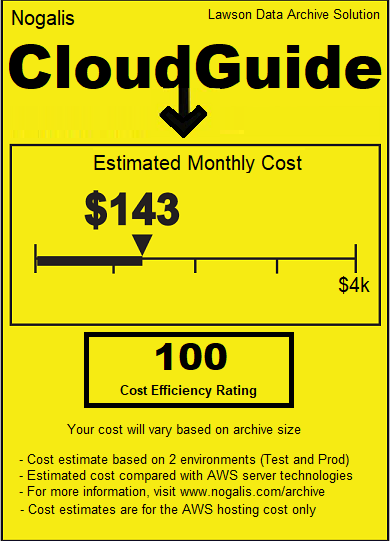 Nogalis
Lawson Data Archive Solution
CloudGuide
Estimated Monthly Cost
$143
$4k
100
Cost Efficiency Rating
Your cost will vary based on archive size
- Cost estimate based on 2 environments (Test and Prod)
- Estimated cost compared with AWS server technologies
- For more information, visit www.nogalis.com/archive
- Cost estimates are for the AWS hosting cost only